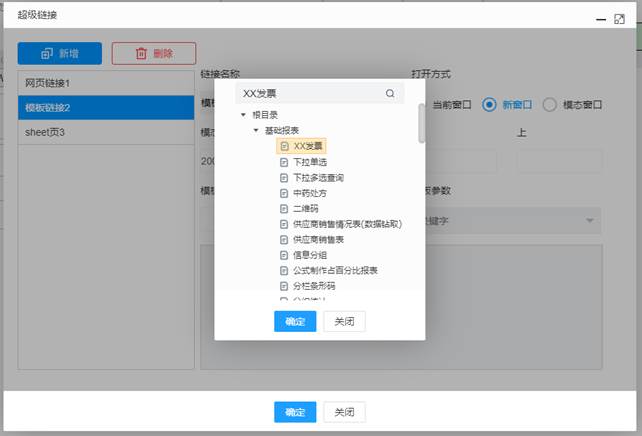 超级链接
新增
删除
网页链接1
模板链接2
sheet页3
链接名称
打开方式
模板
当前窗口
新窗口
模态窗口
模态
上
200
模板
板参数
关键字
XX发票
根目录
基础报表
XX发票
下拉单选
下拉多选查询
中药处方
二维码
供应商销售情况表(数据钻取)
供应商销售表
信息分组
公式制作占百分比报表
分栏条形码
确定
关闭
确定
关闭